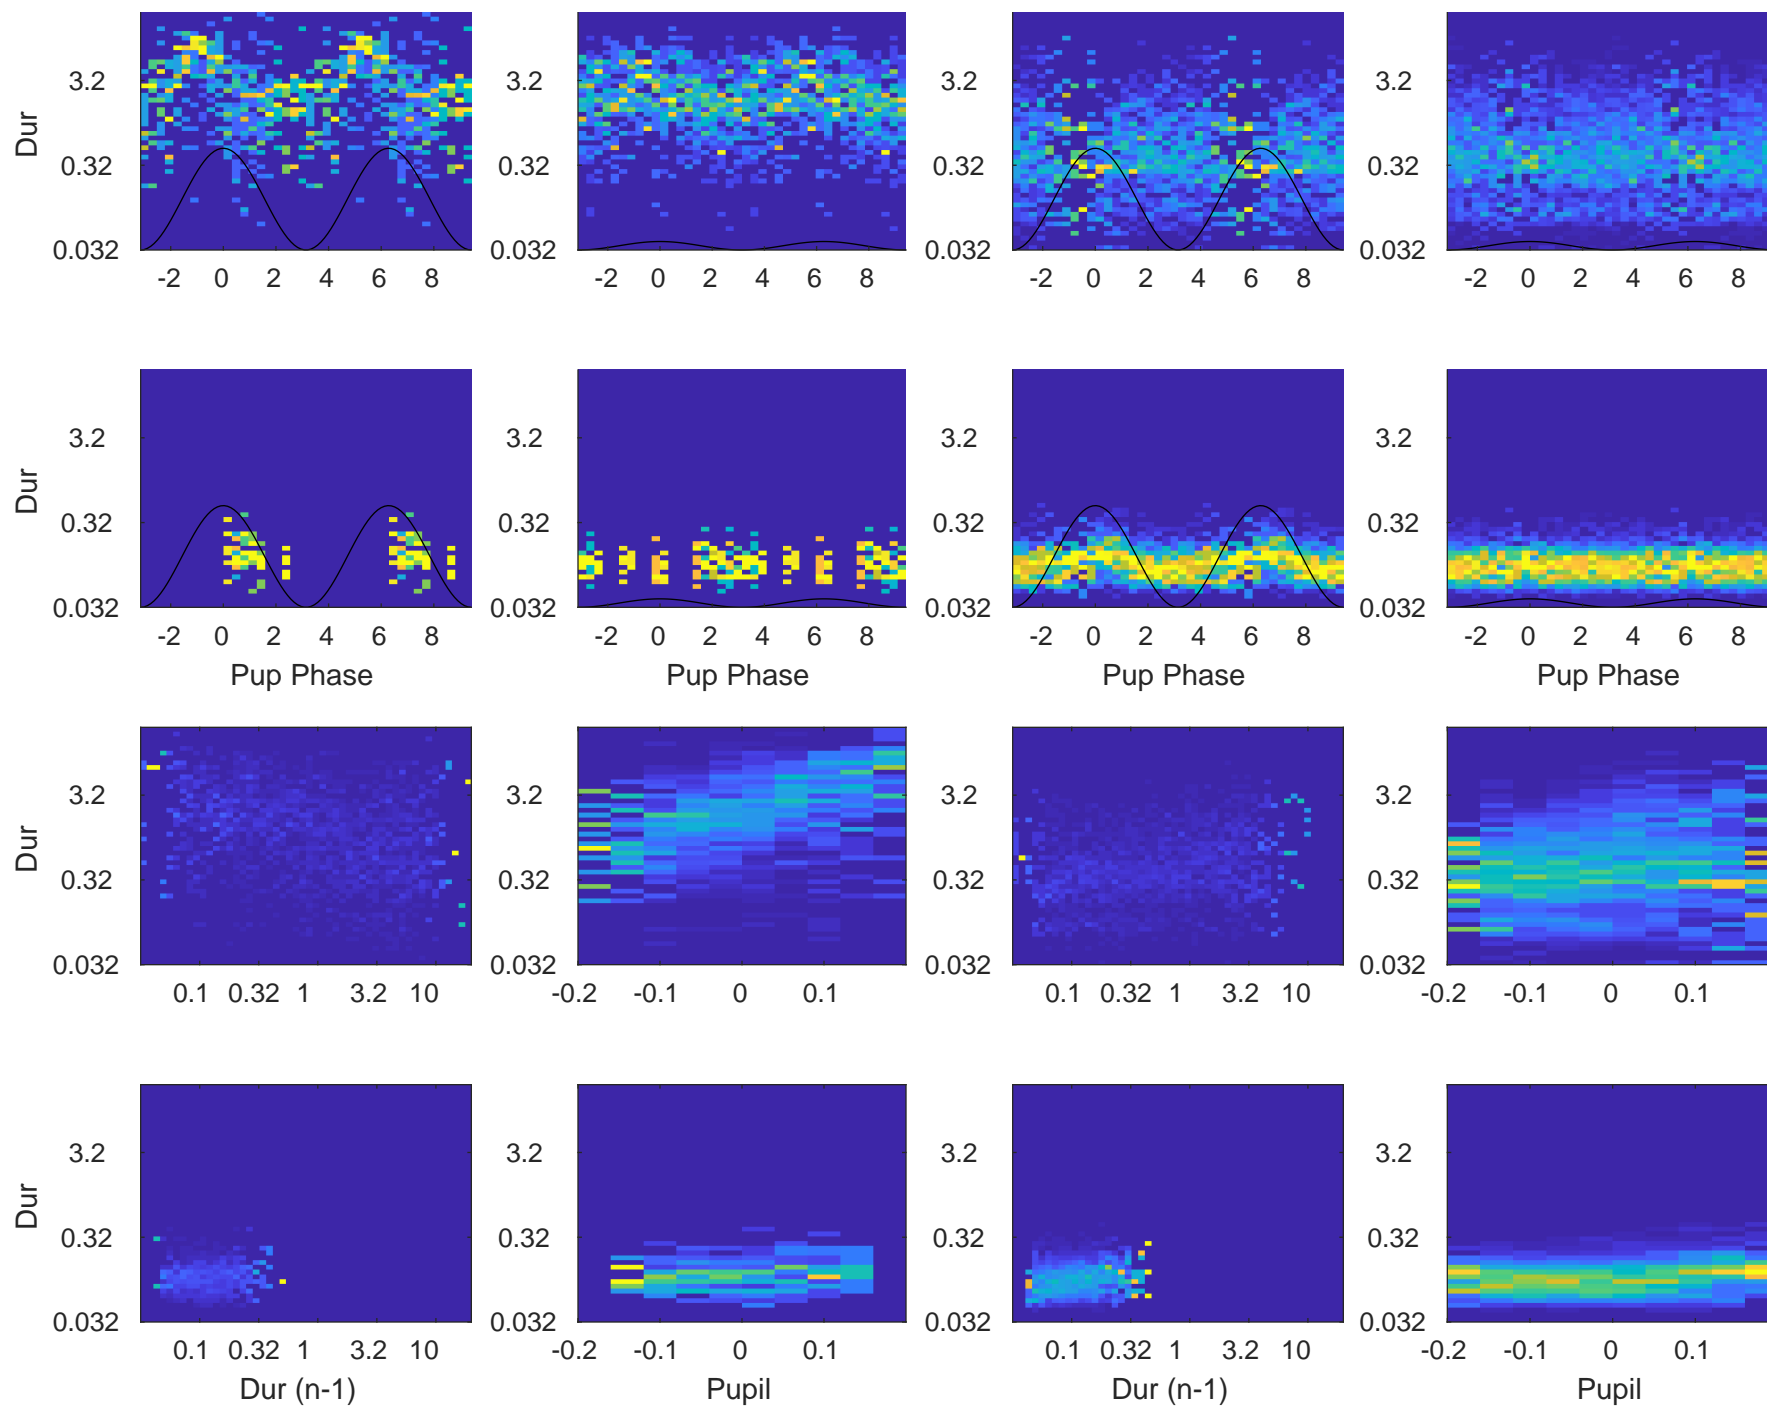 3.2 3.2 3.2 3.2
Dur
0.32 0.32 0.32 0.32
0.032 0.032 0.032 0.032
-2 0 2 4 6 8 -2 0 2 4 6 8 -2 0 2 4 6 8 -2 0 2 4 6 8
3.2 3.2 3.2 3.2
Dur
0.32 0.32 0.32 0.32
0.032 0.032 0.032 0.032
-2 0 2 4 6 8 -2 0 2 4 6 8 -2 0 2 4 6 8 -2 0 2 4 6 8
Pup Phase Pup Phase Pup Phase Pup Phase
3.2 3.2 3.2 3.2
Dur
0.32 0.32 0.32 0.32
0.032 0.032 0.032 0.032
0.1 0.32 1 3.2 10 -0.2 -0.1 0 0.1 0.1 0.32 1 3.2 10 -0.2 -0.1 0 0.1
3.2 3.2 3.2 3.2
Dur
0.32 0.32 0.32 0.32
0.032 0.032 0.032 0.032
0.1 0.32 1 3.2 10 -0.2 -0.1 0 0.1 0.1 0.32 1 3.2 10 -0.2 -0.1 0 0.1
Dur (n-1) Pupil Dur (n-1) Pupil